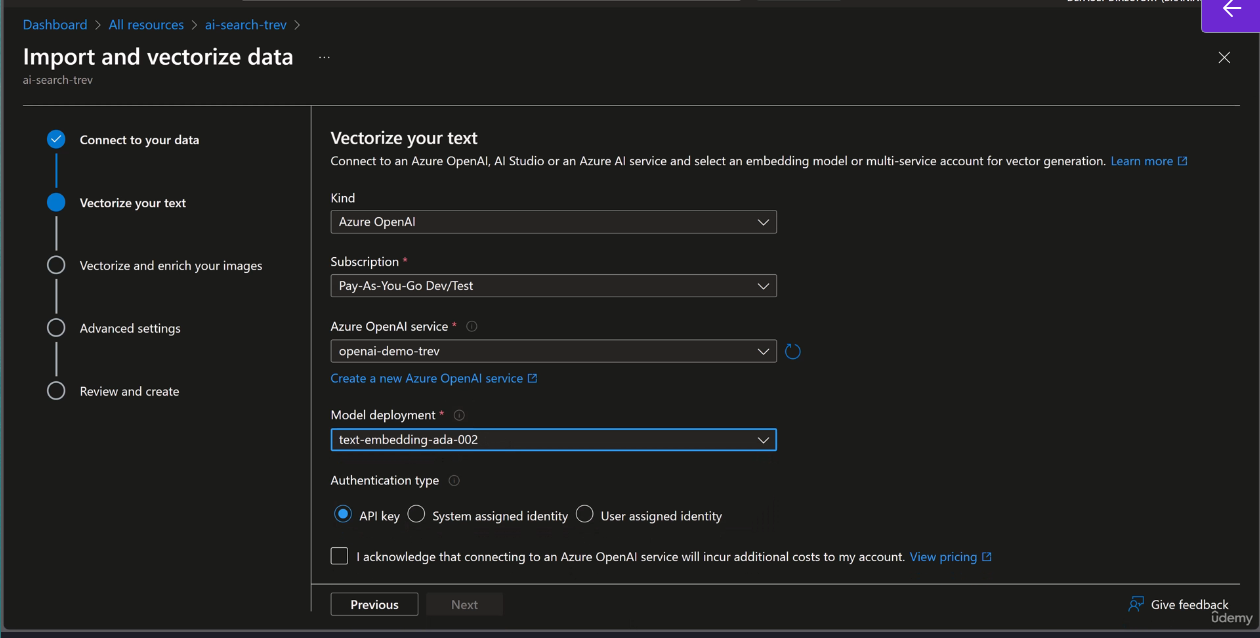 Dashboard > All resources > ai-search-trev >
Import and vectorize data ...
ai-search-trev
Connect to your data
Vectorize your text
Vectorize and enrich your images
Advanced settings
Review and create
Vectorize your text
Connect to an Azure OpenAI, AI Studio or an Azure AI service and select an embedding model or multi-service account for vector generation. Learn more
Kind
Azure OpenAI
Subscription *
Pay-As-You-Go Dev/Test
Azure OpenAI service *
openai-demo-trev
Create a new Azure OpenAI service
Model deployment *
text-embedding-ada-002
Authentication type
API key System assigned identity User assigned identity
I acknowledge that connecting to an Azure OpenAI service will incur additional costs to my account. View pricing
Previous Next
Give feedback
ûdemy